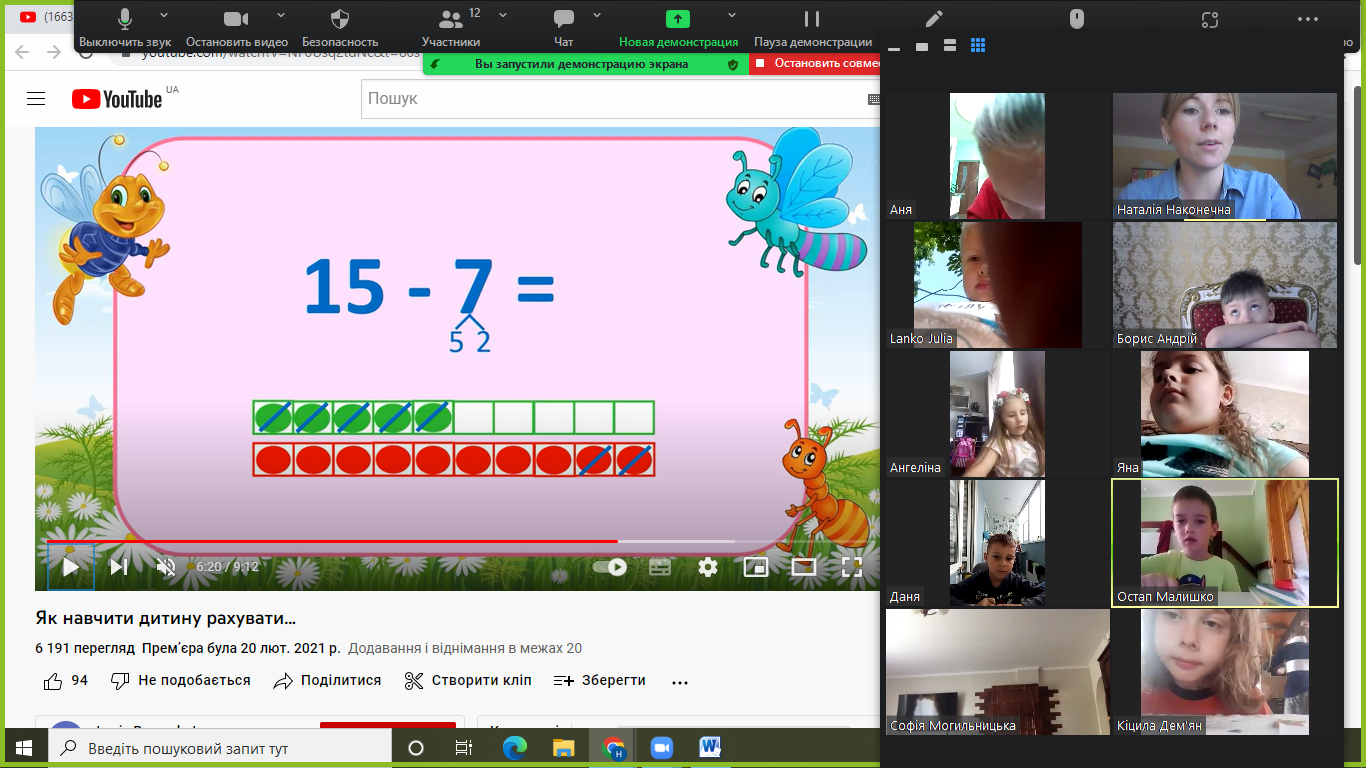 (1663
12
Выключить звук Остановить видео Безопасность Участники Чат Новая демонстрация Пауза демонстрации
Вы запустили демонстрацию экрана
Остановить совме
YouTube UA
Пошук
15 - 7 =
5 2
6:20 / 9:12
Як навчити дитину рахувати...
6 191 перегляд Прем’єра була 20 лют. 2021 р. Додавання і віднімання в межах 20
94 Не подобається Поділитися Створити кліп Зберегти
Аня
Наталія Наконечна
Lanko Julia
Борис Андрій
Ангеліна
Яна
Даня
Остап Малишко
Софія Могильницька
Кіцила Дем'ян
Введіть пошуковий запит тут